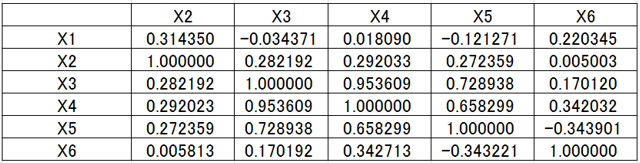 X2 X3 X4 X5 X6
X1 0.314350 -0.034371 0.018090 -0.121271 0.220345
X2 1.000000 0.282192 0.292033 0.272359 0.005003
X3 0.282192 1.000000 0.953609 0.728938 0.170120
X4 0.292023 0.953609 1.000000 0.658299 0.342032
X5 0.272359 0.728938 0.658299 1.000000 -0.343901
X6 0.005813 0.170192 0.342713 -0.343221 1.000000